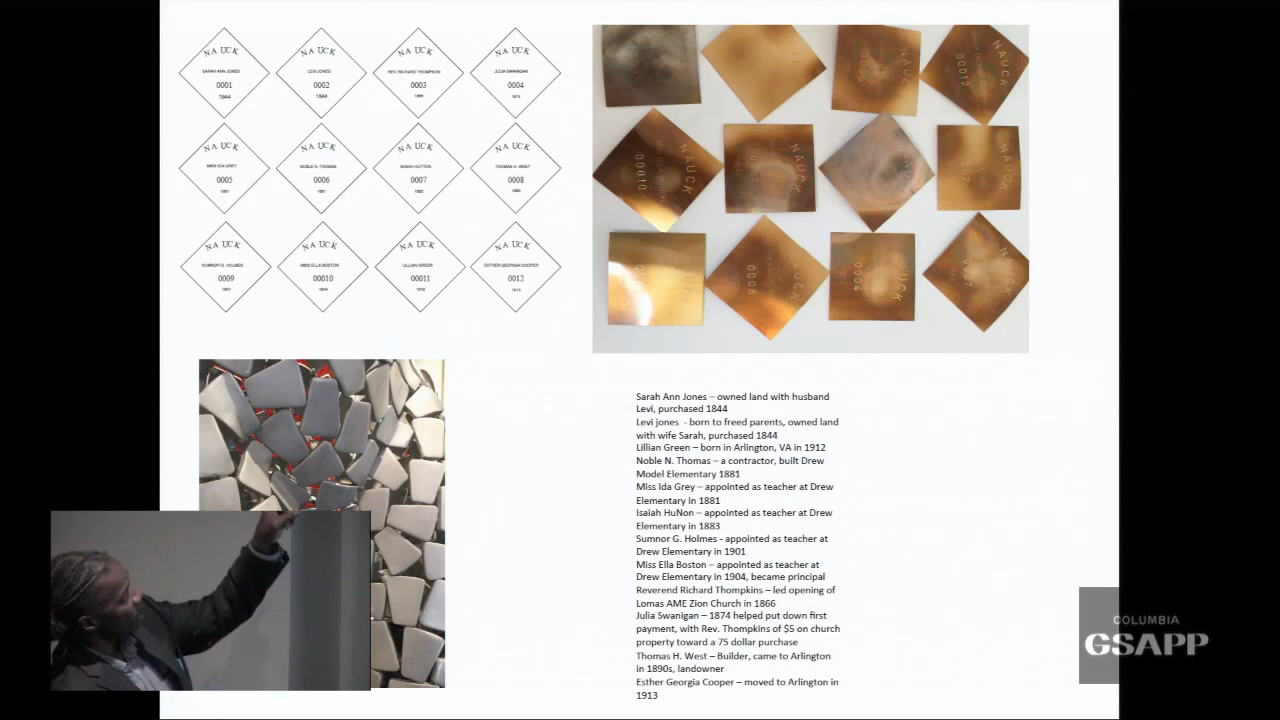 NAUCK
SARAH ANN JONES
0001
1844
NAUCK
LEVI JONES
0002
1844
NAUCK
REV. RICHARD THOMPKIN
0003
1866
NAUCK
JULIA SWANIGAN
0004
1874
NAUCK
MISS IDA GREY
0005
1881
NAUCK
NOBLE N. THOMAS
0006
1881
NAUCK
ISAIAH HUTTON
0007
1883
NAUCK
THOMAS H. WEST
0008
1890
NAUCK
SUMNOR G. HOLMES
0009
1901
NAUCK
MISS ELLA BOSTON
00010
1904
NAUCK
LILLIAN GREEN
00011
1912
NAUCK
ESTHER GEORGIA COOPER
0012
1913
NAUCK
00012
NAUCK
00010
NAUCK
0008
0004
Sarah Ann Jones – owned land with husband
Levi, purchased 1844
Levi jones - born to freed parents, owned land
with wife Sarah, purchased 1844
Lillian Green – born in Arlington, VA in 1912
Noble N. Thomas – a contractor, built Drew
Model Elementary 1881
Miss Ida Grey – appointed as teacher at Drew
Elementary in 1881
Isaiah HuNon – appointed as teacher at Drew
Elementary in 1883
Sumnor G. Holmes - appointed as teacher at
Drew Elementary in 1901
Miss Ella Boston – appointed as teacher at
Drew Elementary in 1904, became principal
Reverend Richard Thompkins – led opening of
Lomas AME Zion Church in 1866
Julia Swanigan – 1874 helped put down first
payment, with Rev. Thompkins of $5 on church
property toward a 75 dollar purchase
Thomas H. West – Builder, came to Arlington
in 1890s, landowner
Esther Georgia Cooper – moved to Arlington in
1913
COLUMBIA
GSAPP